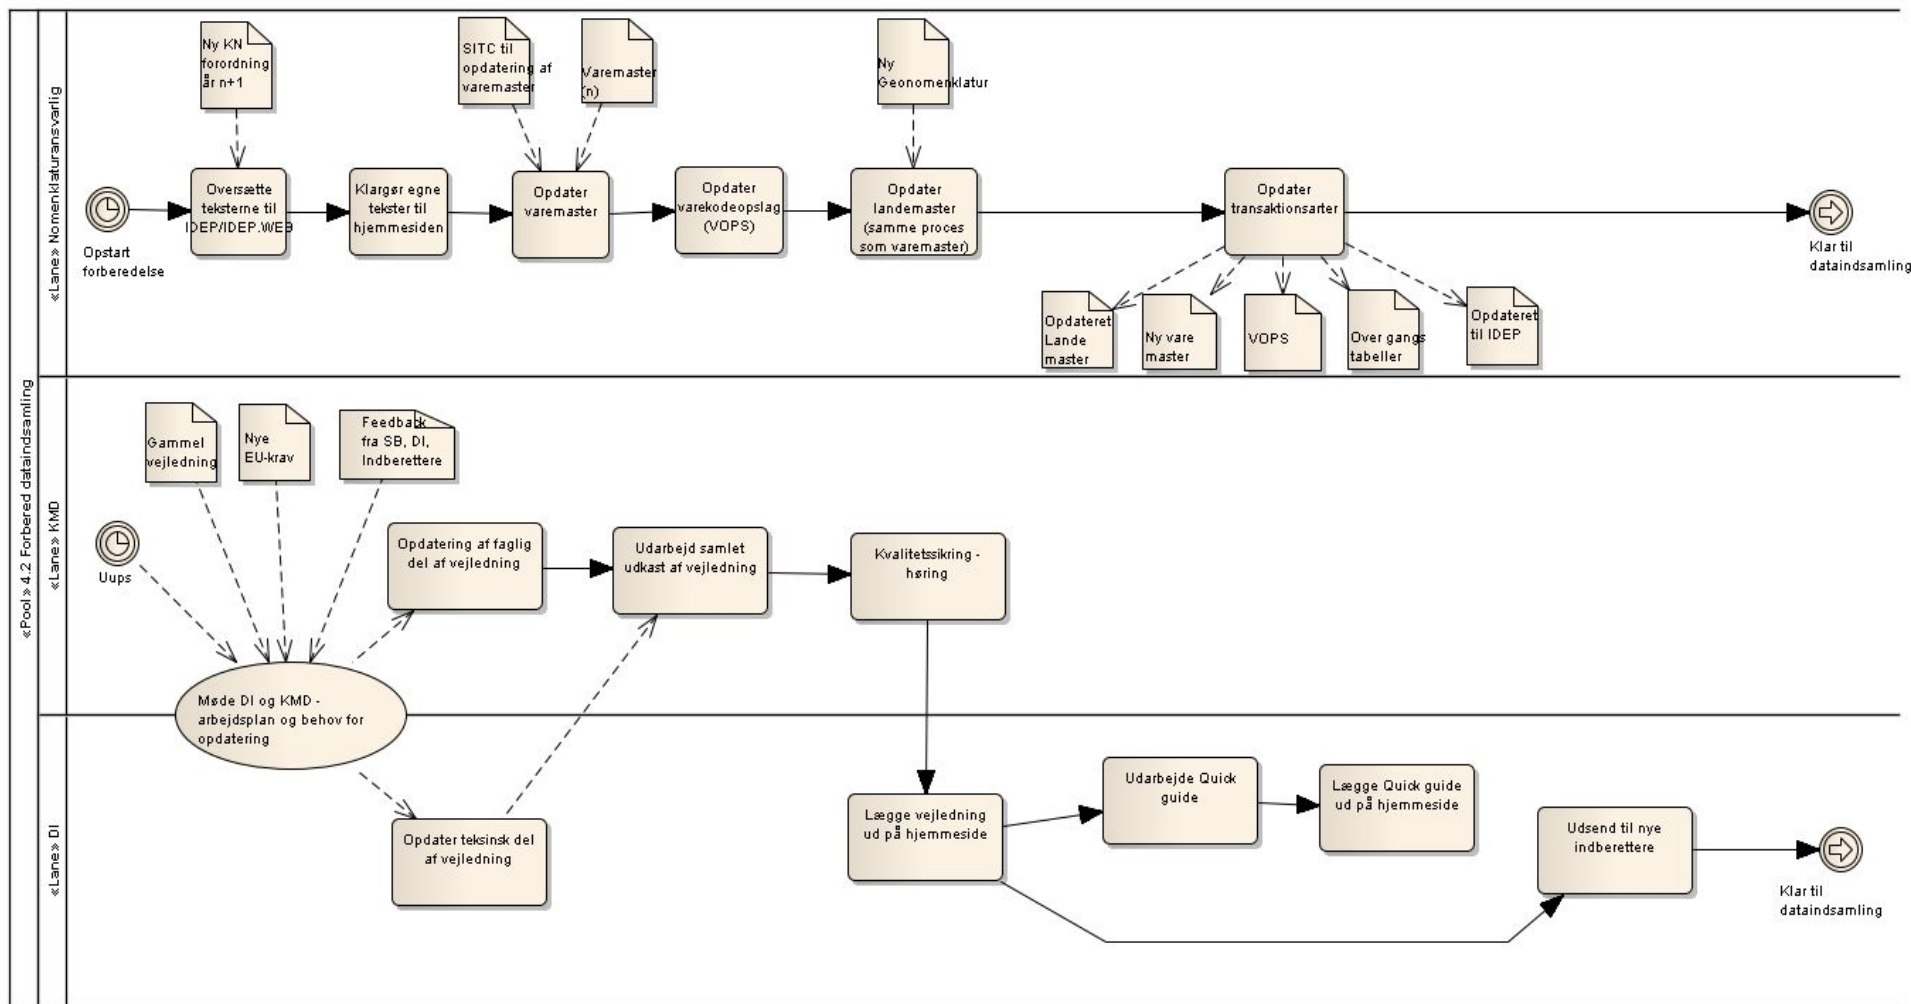 «Pool» 4.2 Forbered dataindsamling
«Lane» Nomenklaturansvarlig
Ny KN
forordning
år n+1
SITC til
opdatering af
varemaster
Varemaster
(n)
Ny
Geonomenklatur
Opstart
forberedelse
Oversætte
teksterne til
IDEP/IDEP.WEB
Klargør egne
tekster til
hjemmesiden
Opdater
varemaster
Opdater
varekodeopslag
(VOPS)
Opdater
landemaster
(samme proces
som varemaster)
Opdater
transaktionsarter
Klar til
dataindsamling
Opdateret
Lande
master
Ny vare
master
VOPS
Over gangs
tabeller
Opdateret
til IDEP
«Lane» KMD
Gammel
vejledning
Nye
EU-krav
Feedback
fra SB, DI,
Indberettere
Uups
Opdatering af faglig
del af vejledning
Udarbejd samlet
udkast af vejledning
Kvalitetssikring -
høring
Møde DI og KMD -
arbejdsplan og behov for
opdatering
«Lane» DI
Opdater teksinsk del
af vejledning
Lægge vejledning
ud på hjemmeside
Udarbejde Quick
guide
Lægge Quick guide
ud på hjemmeside
Udsend til nye
indberettere
Klar til
dataindsamling